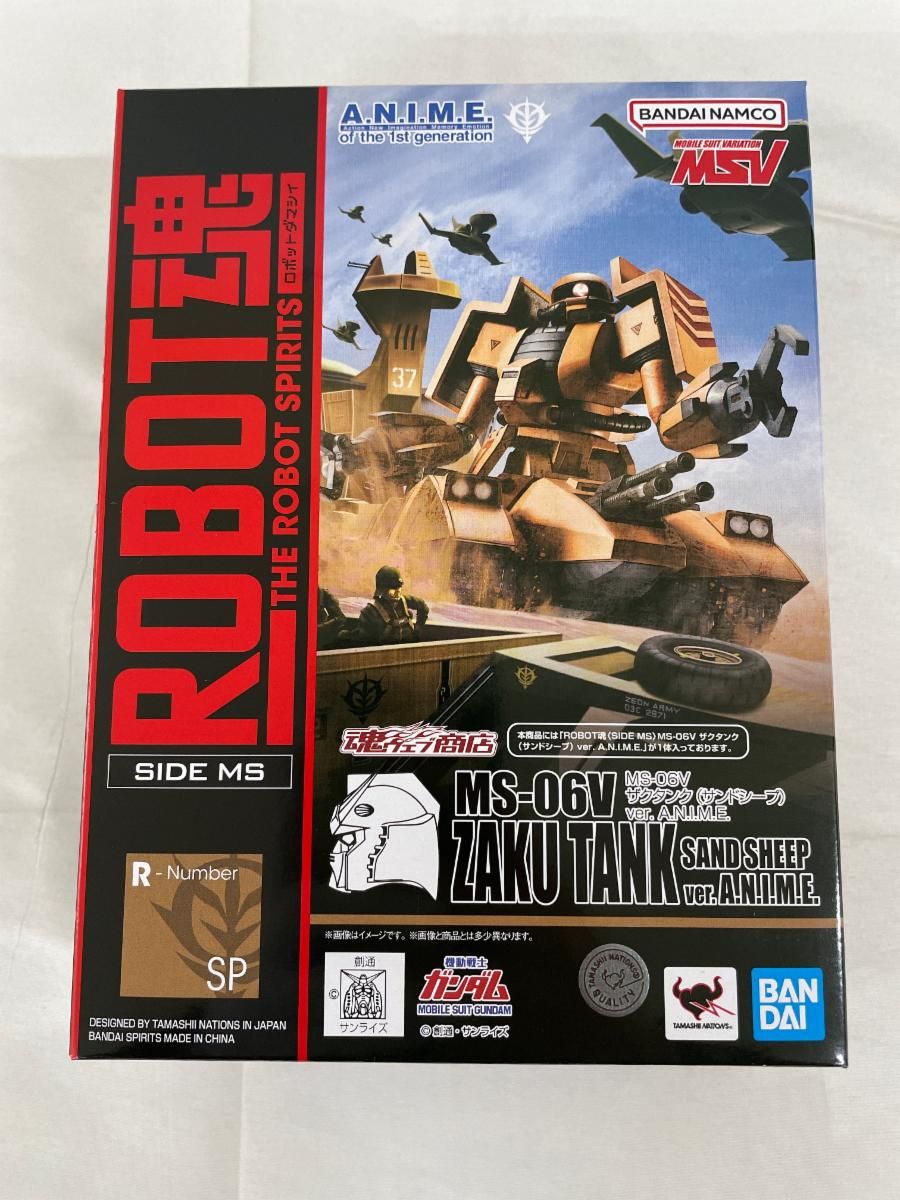 ROBOT魂
ロボットダマシイ
THE ROBOT SPIRITS
SIDE MS
R - Number
SP
DESIGNED BY TAMASHII NATIONS IN JAPAN
BANDAI SPIRITS MADE IN CHINA
A.N.I.M.E.
Action New Imagination Memory Emotion
of the 1st generation
BANDAI NAMCO
MOBILE SUIT VARIATION
MSV
37
ZEON ARMY
03C 2871
魂ウェブ商店
本商品には「ROBOT魂〈SIDE MS〉MS-06V ザクタンク
(サンドシープ) ver. A.N.I.M.E.」が1体入っております。
MS-06V
ザクタンク(サンドシープ)
ver. A.N.I.M.E.
MS-06V
ZAKU TANK SAND SHEEP
ver. A.N.I.M.E.
※画像はイメージです。※画像と商品とは多少異なります。
創通
©
サンライズ
機動戦士
ガンダム
MOBILE SUIT GUNDAM
©創通・サンライズ
TAMASHII NATIONS
QUALITY
TAMASHII NATIONS
BAN
DAI